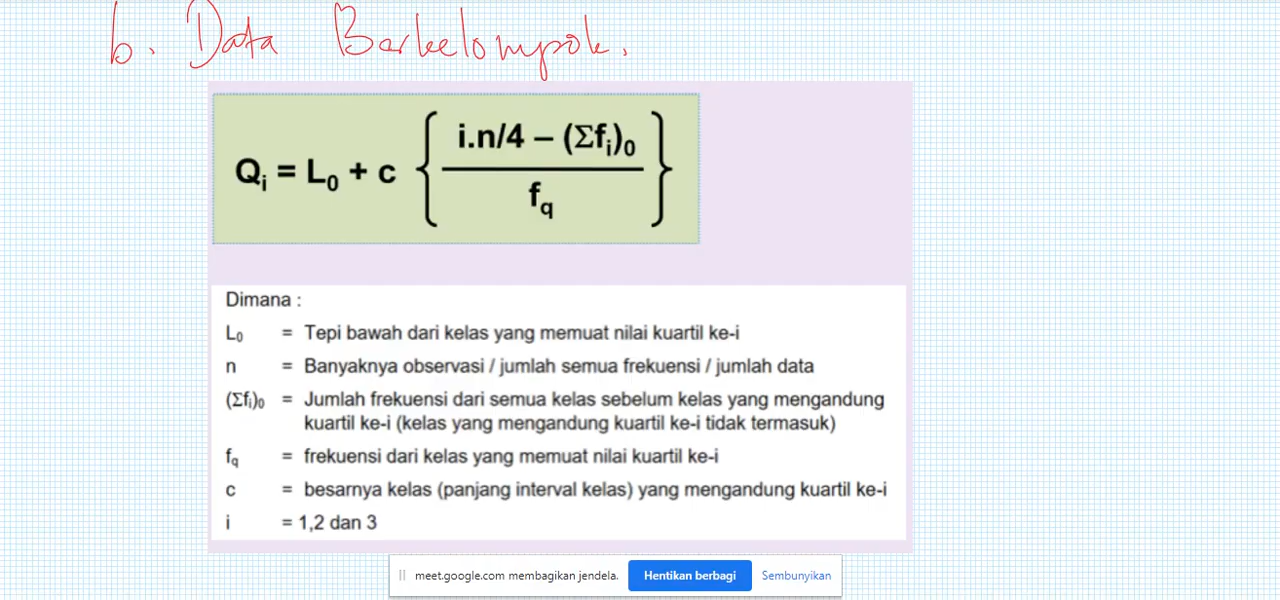 b. Data Berkelompok.
Qi = L0 + c { i.n/4 – (Σfi)0 / fq }
Dimana :
L0 = Tepi bawah dari kelas yang memuat nilai kuartil ke-i
n = Banyaknya observasi / jumlah semua frekuensi / jumlah data
(Σfi)0 = Jumlah frekuensi dari semua kelas sebelum kelas yang mengandung
kuartil ke-i (kelas yang mengandung kuartil ke-i tidak termasuk)
fq = frekuensi dari kelas yang memuat nilai kuartil ke-i
c = besarnya kelas (panjang interval kelas) yang mengandung kuartil ke-i
i = 1,2 dan 3
meet.google.com membagikan jendela. Hentikan berbagi Sembunyikan